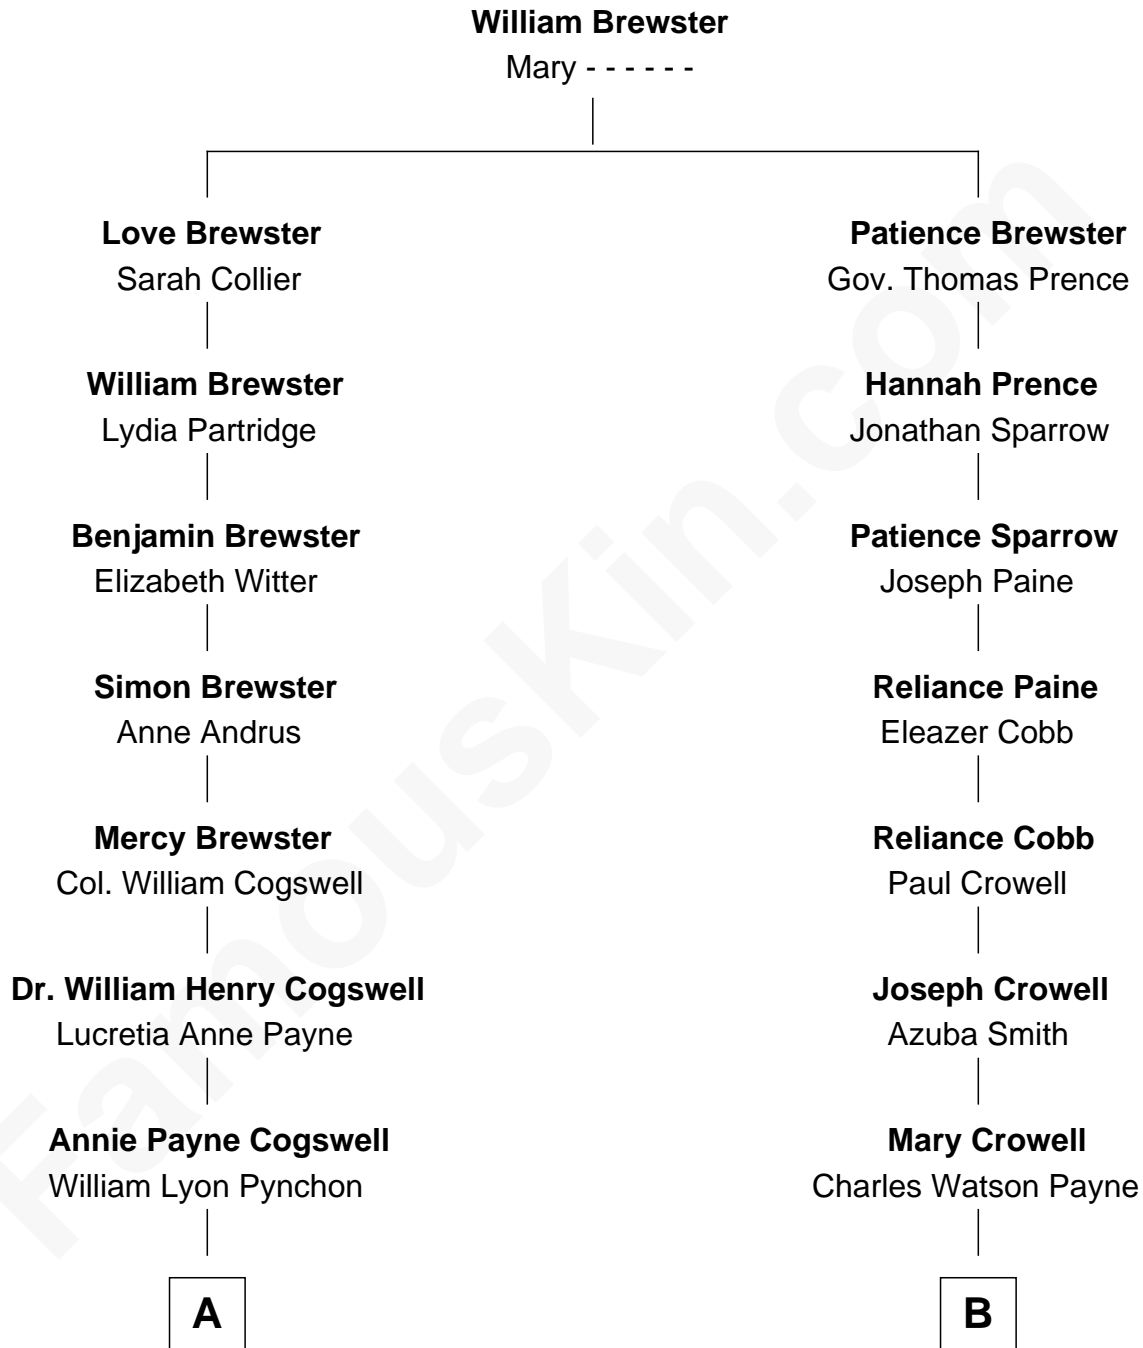 William Brewster
Mary - - - - - -
Love Brewster
Sarah Collier
Patience Brewster
Gov. Thomas Prence
William Brewster
Lydia Partridge
Hannah Prence
Jonathan Sparrow
Benjamin Brewster
Elizabeth Witter
Patience Sparrow
Joseph Paine
Simon Brewster
Anne Andrus
Reliance Paine
Eleazer Cobb
Mercy Brewster
Col. William Cogswell
Reliance Cobb
Paul Crowell
Dr. William Henry Cogswell
Lucretia Anne Payne
Joseph Crowell
Azuba Smith
Annie Payne Cogswell
William Lyon Pynchon
Mary Crowell
Charles Watson Payne
A
B
FamousKin.com